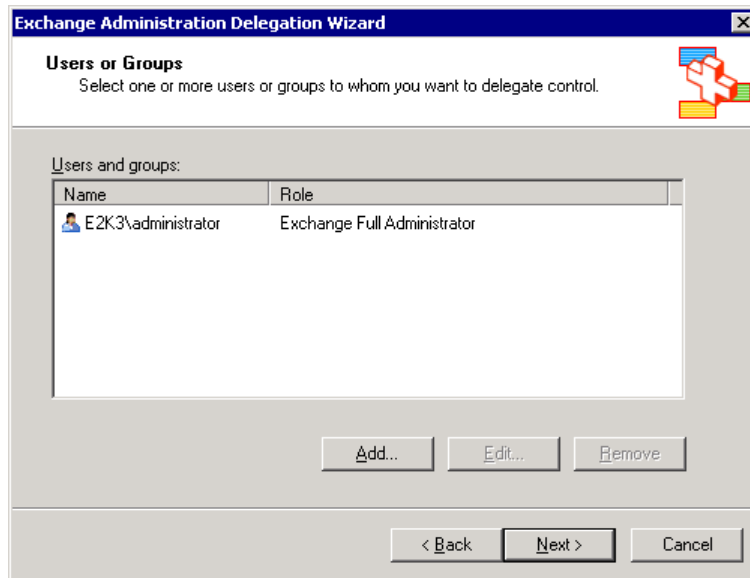 Exchange Administration Delegation Wizard
Users or Groups
Select one or more users or groups to whom you want to delegate control.
Users and groups:
Name Role
E2K3\administrator Exchange Full Administrator
Add... Edit... Remove
< Back Next > Cancel